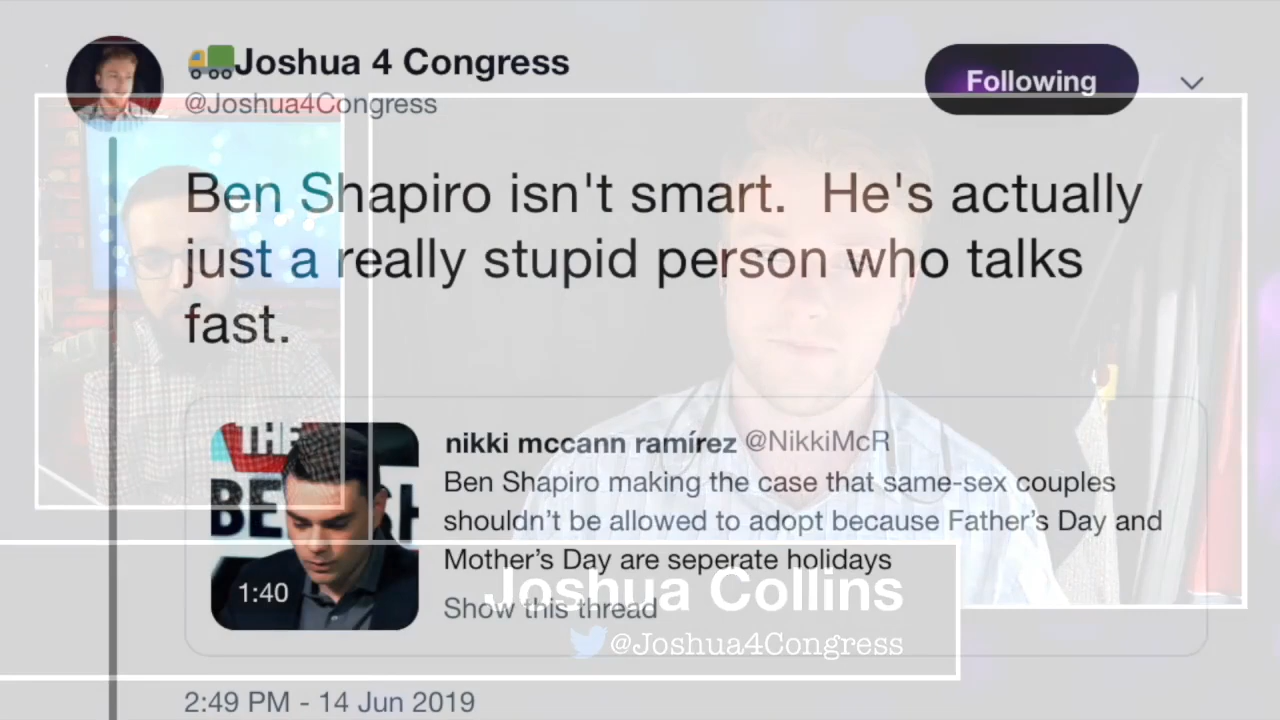 Joshua 4 Congress
@Joshua4Congress
Following
Ben Shapiro isn't smart. He's actually
just a really stupid person who talks
fast.
THE
BE
nikki mccann ramírez @NikkiMcR
Ben Shapiro making the case that same-sex couples
shouldn't be allowed to adopt because Father's Day and
Mother's Day are seperate holidays
Show this thread
1:40
Joshua Collins
@Joshua4Congress
2:49 PM - 14 Jun 2019